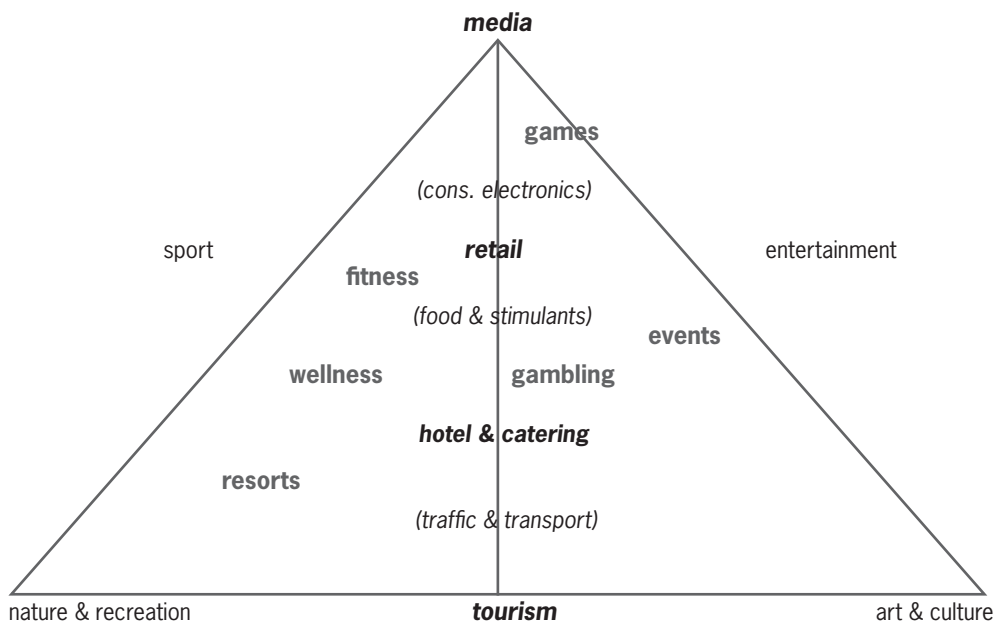 media
games
(cons. electronics)
sport
retail
entertainment
fitness
(food & stimulants)
events
wellness
gambling
hotel & catering
resorts
(traffic & transport)
nature & recreation
tourism
art & culture